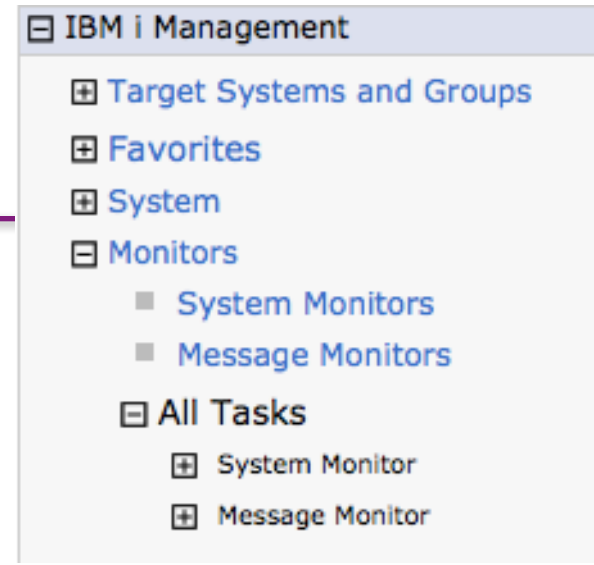 IBM i Management
Target Systems and Groups
Favorites
System
Monitors
System Monitors
Message Monitors
All Tasks
System Monitor
Message Monitor